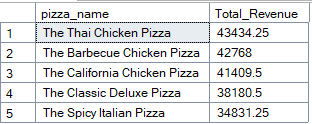 pizza_name Total_Revenue
1 The Thai Chicken Pizza 43434.25
2 The Barbecue Chicken Pizza 42768
3 The California Chicken Pizza 41409.5
4 The Classic Deluxe Pizza 38180.5
5 The Spicy Italian Pizza 34831.25